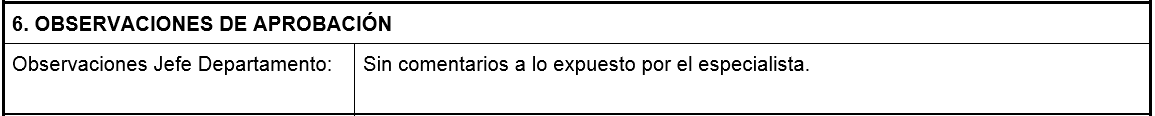 6. OBSERVACIONES DE APROBACIÓN
Observaciones Jefe Departamento:
Sin comentarios a lo expuesto por el especialista.